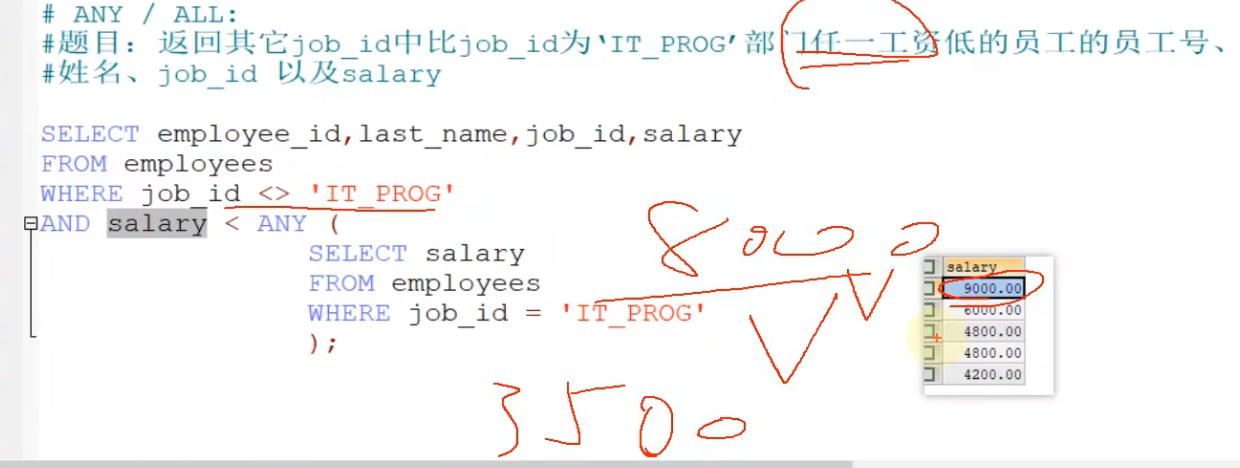 # ANY / ALL:
#题目：返回其它job_id中比job_id为‘IT_PROG’部门任一工资低的员工的员工号、
#姓名、job_id 以及salary
SELECT employee_id,last_name,job_id,salary
FROM employees
WHERE job_id <> 'IT_PROG'
AND salary < ANY (
SELECT salary
FROM employees
WHERE job_id = 'IT_PROG'
);
8000
3500
salary
9000.00
6000.00
4800.00
4800.00
4200.00